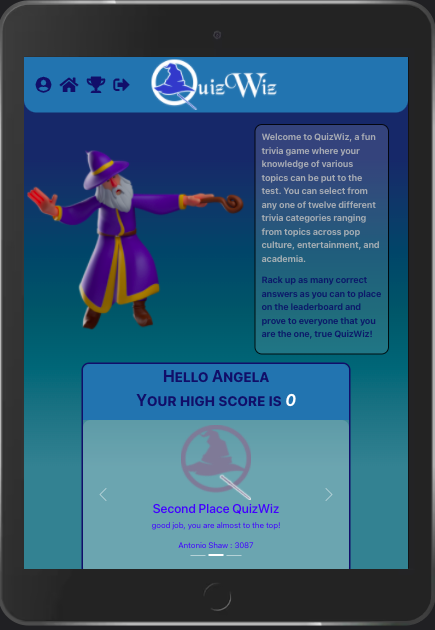 QuizWiz
Welcome to QuizWiz, a fun
trivia game where your
knowledge of various
topics can be put to the
test. You can select from
any one of twelve different
trivia categories ranging
from topics across pop
culture, entertainment, and
academia.
Rack up as many correct
answers as you can to place
on the leaderboard and
prove to everyone that you
are the one, true QuizWiz!
Hello Angela
Your high score is 0
Second Place QuizWiz
good job, you are almost to the top!
Antonio Shaw : 3087